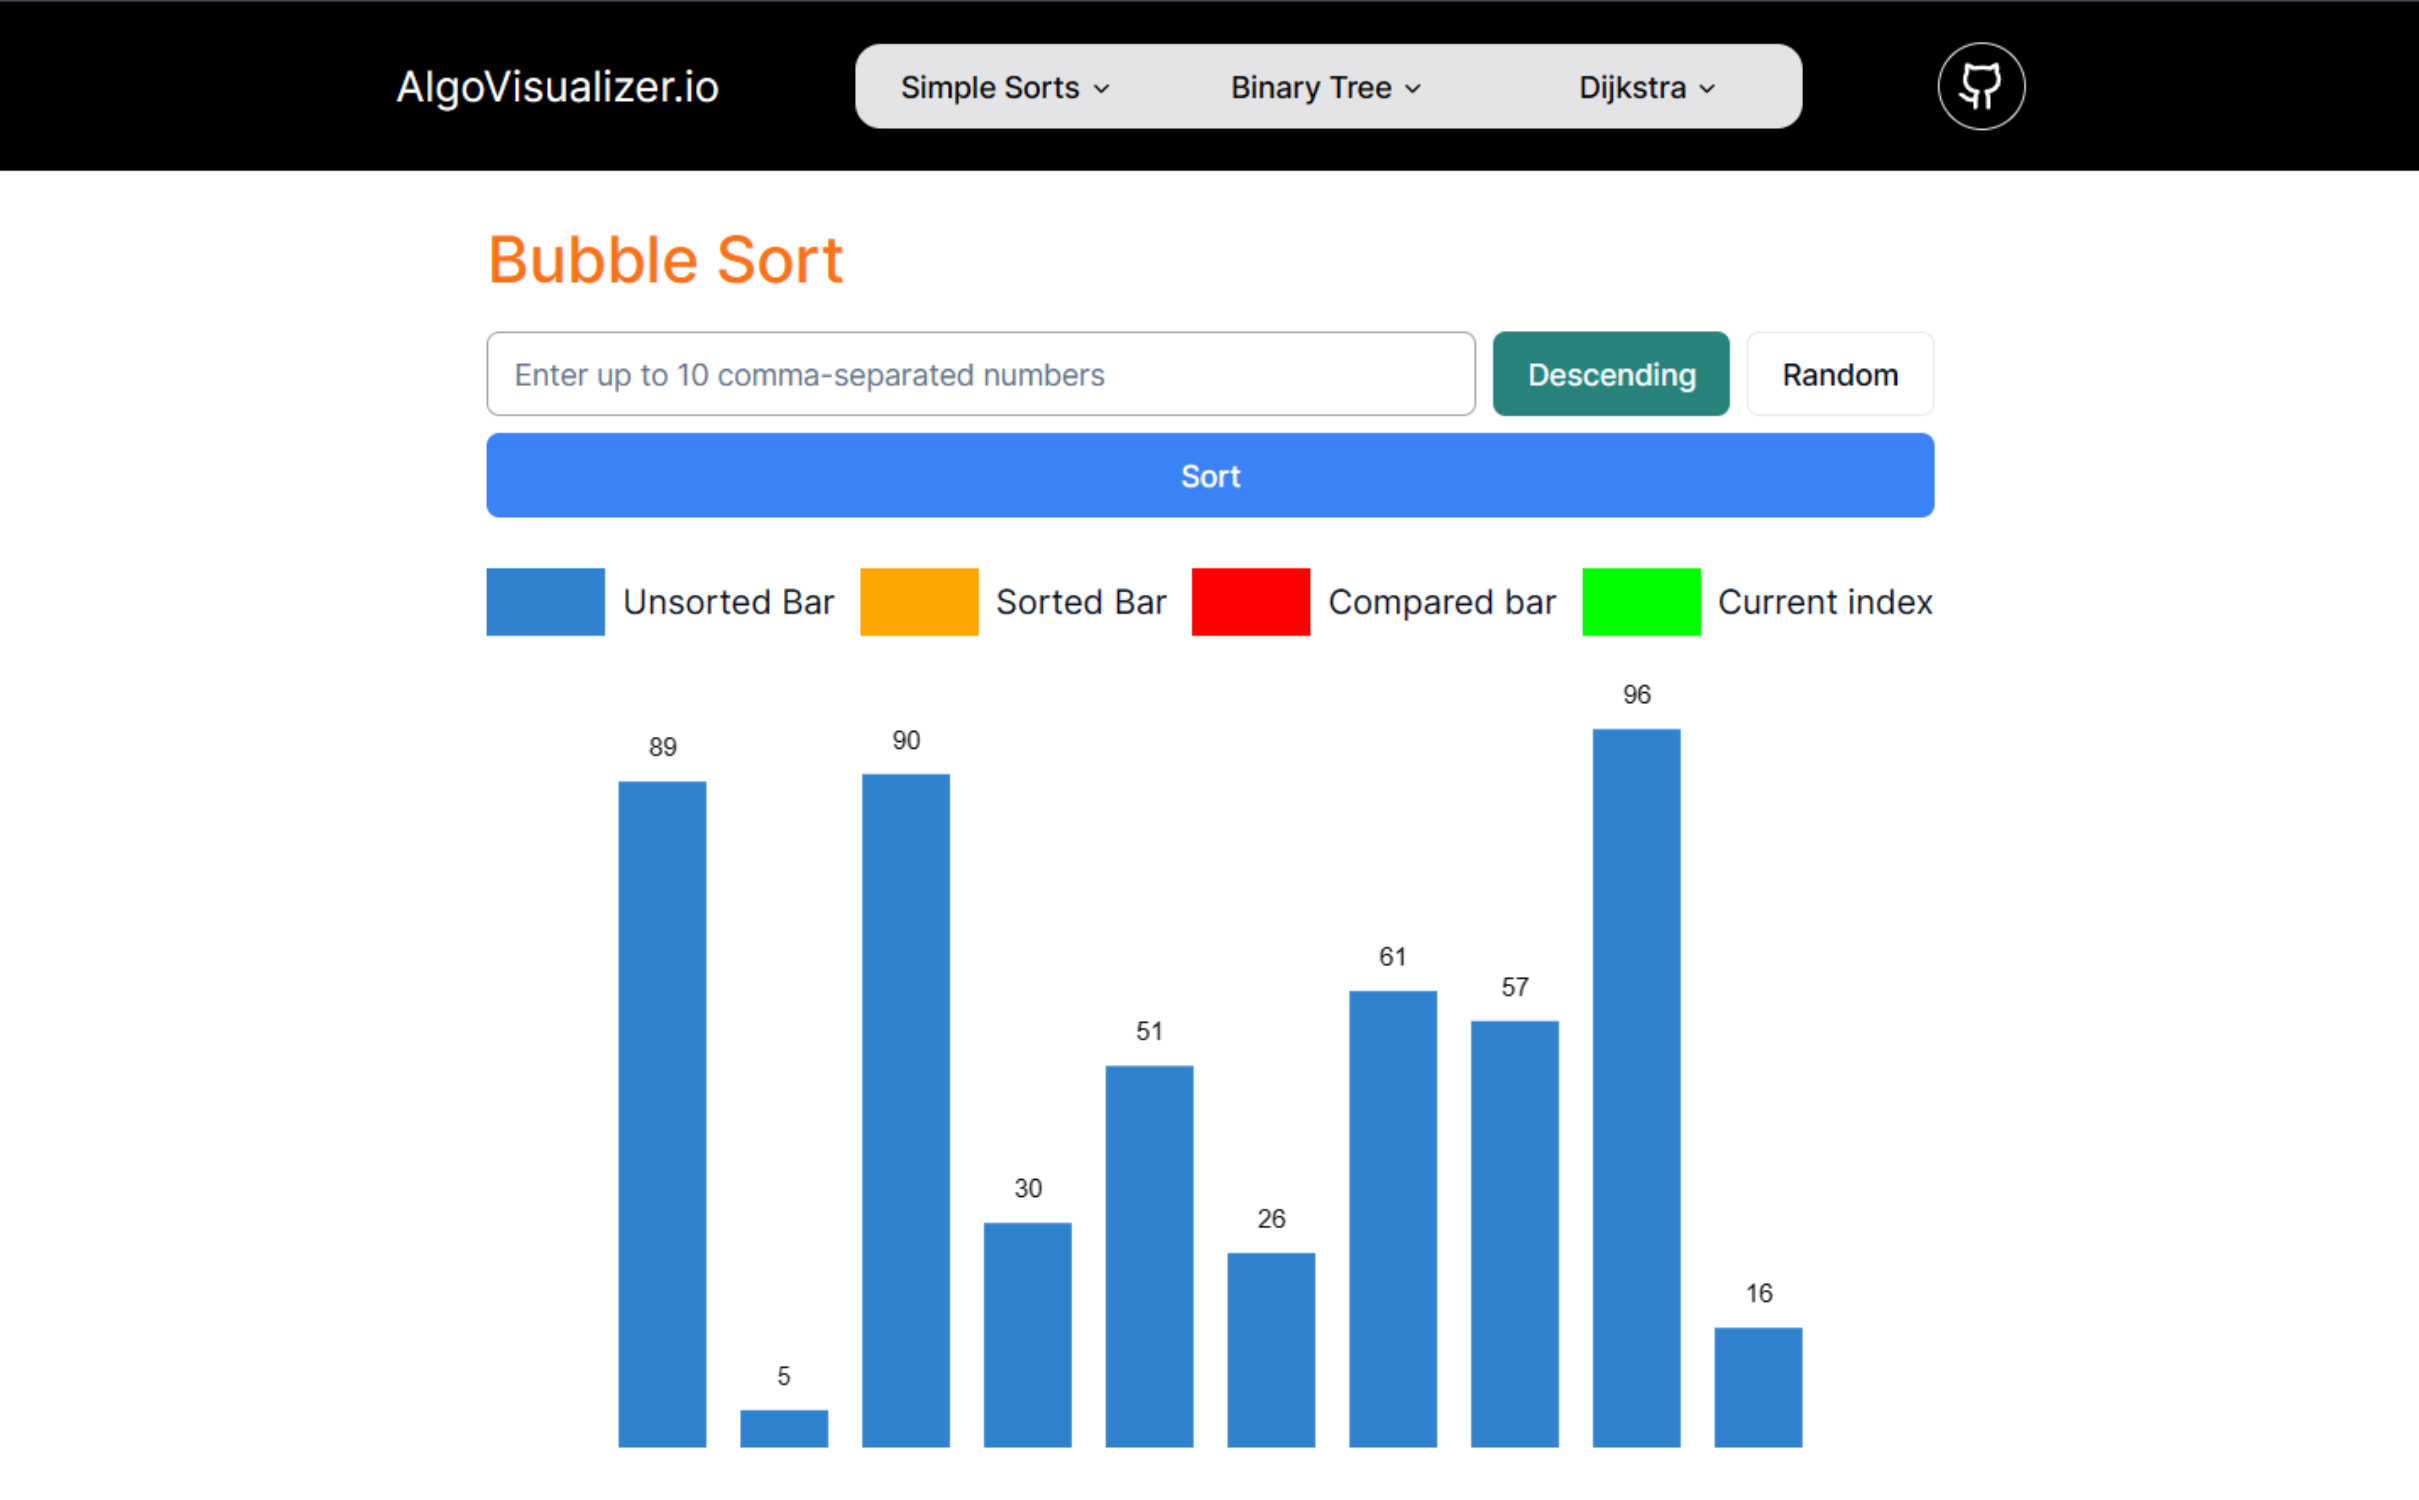 AlgoVisualizer.io Simple Sorts Binary Tree Dijkstra
Bubble Sort
Enter up to 10 comma-separated numbers Descending Random
Sort
Unsorted Bar Sorted Bar Compared bar Current index
89 5 90 30 51 26 61 57 96 16